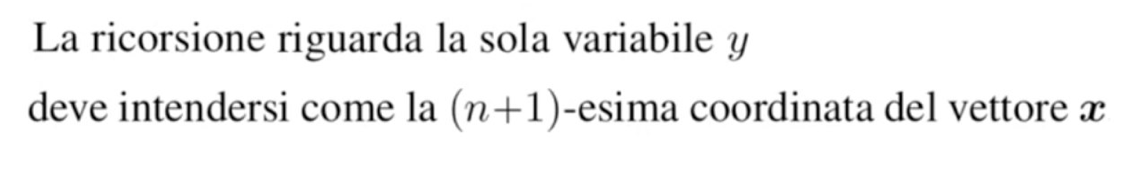 La ricorsione riguarda la sola variabile y
deve intendersi come la (n+1)-esima coordinata del vettore x